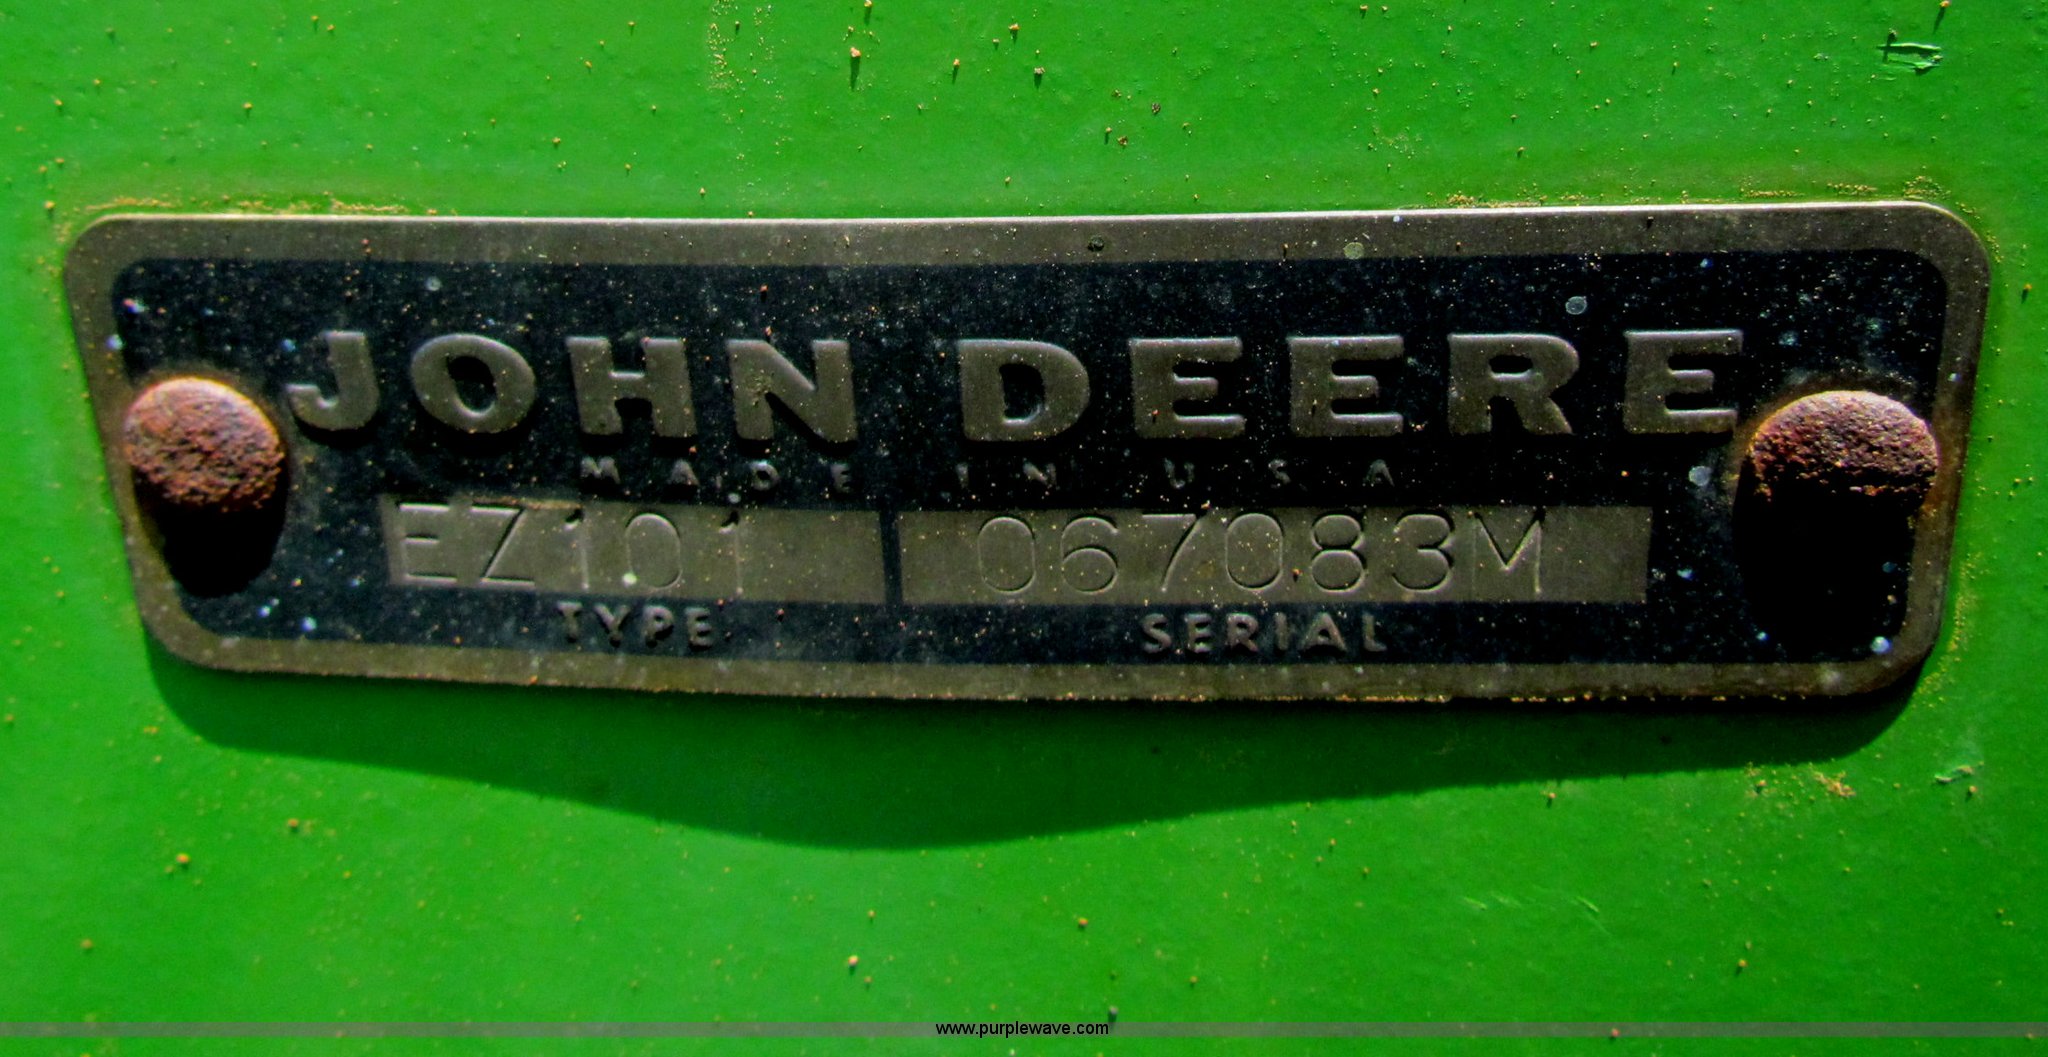 JOHN DEERE
MADE IN USA
EZ101 067083M
TYPE SERIAL
www.purplewave.com